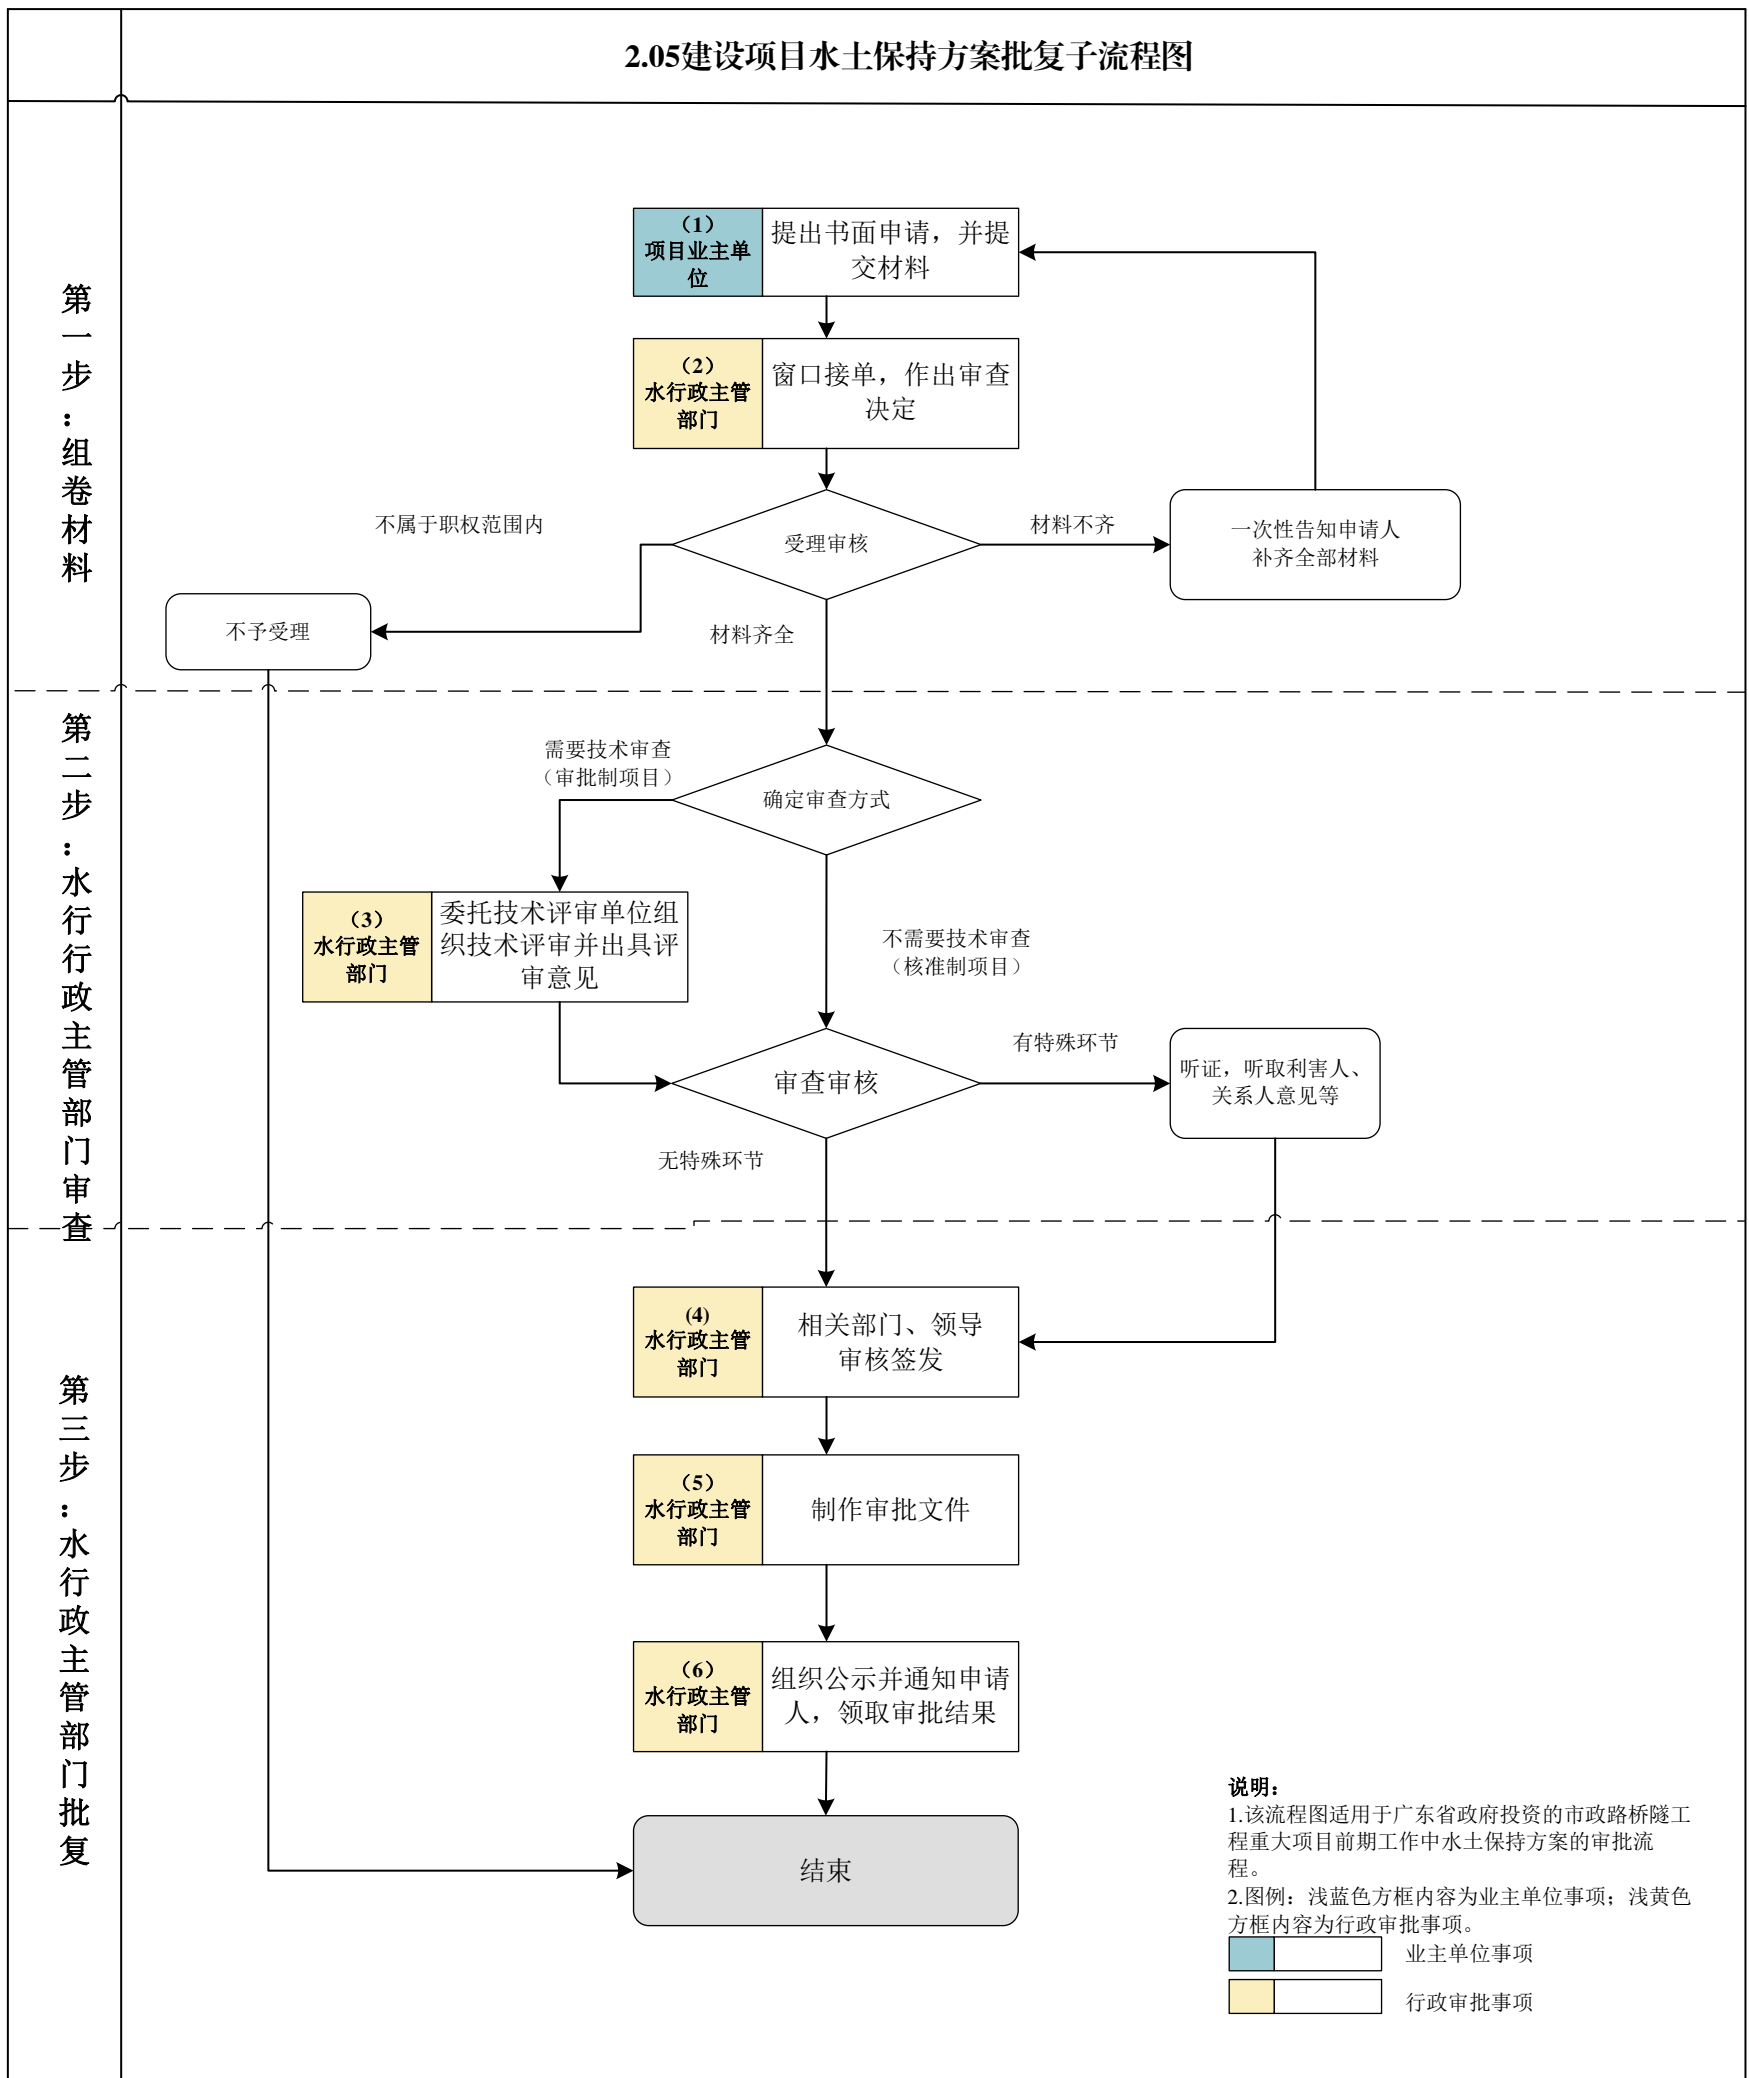 2.05建设项目水土保持方案批复子流程图
第一步：组卷材料
（1）
项目业主单
位
提出书面申请，并提
交材料
（2）
水行政主管
部门
窗口接单，作出审查
决定
不属于职权范围内
受理审核
材料不齐
一次性告知申请人
补齐全部材料
不予受理
材料齐全
第二步：水行行政主管部门审查
需要技术审查
（审批制项目）
确定审查方式
（3）
水行政主管
部门
委托技术评审单位组
织技术评审并出具评
审意见
不需要技术审查
（核准制项目）
审查审核
有特殊环节
听证，听取利害人、
关系人意见等
无特殊环节
第三步：水行政主管部门批复
(4)
水行政主管
部门
相关部门、领导
审核签发
（5）
水行政主管
部门
制作审批文件
（6）
水行政主管
部门
组织公示并通知申请
人，领取审批结果
结束
说明：
1.该流程图适用于广东省政府投资的市政路桥隧工
程重大项目前期工作中水土保持方案的审批流
程。
2.图例：浅蓝色方框内容为业主单位事项；浅黄色
方框内容为行政审批事项。
业主单位事项
行政审批事项